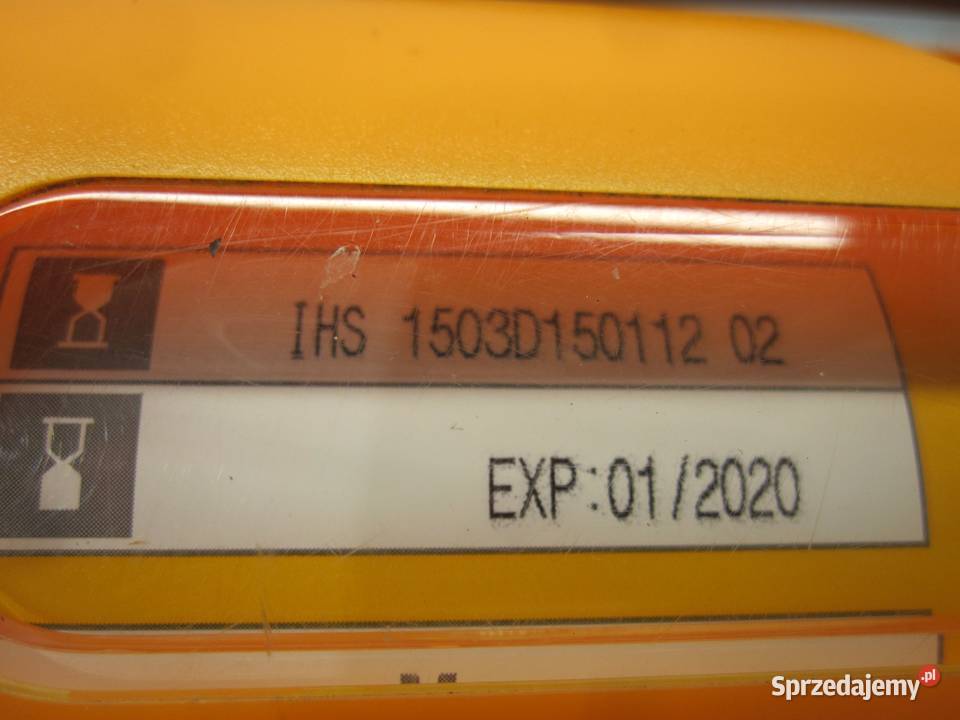 IHS 1503D150112 02
EXP:01/2020
Sprzedajemy.pl